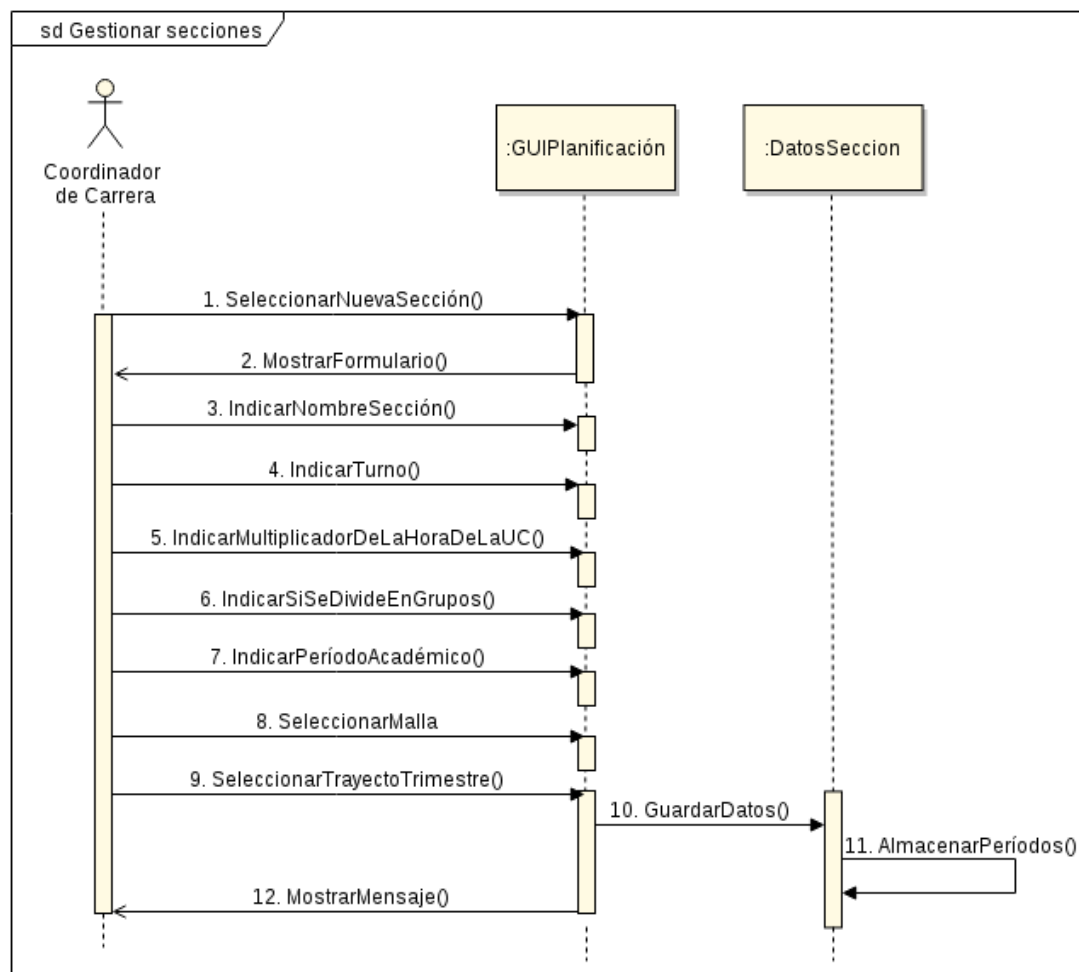 sd Gestionar secciones
Coordinador
de Carrera
:GUIPlanificación
:DatosSeccion
1. SeleccionarNuevaSección()
2. MostrarFormulario()
3. IndicarNombreSección()
4. IndicarTurno()
5. IndicarMultiplicadorDeLaHoraDeLaUC()
6. IndicarSiSeDivideEnGrupos()
7. IndicarPeríodoAcadémico()
8. SeleccionarMalla
9. SeleccionarTrayectoTrimestre()
10. GuardarDatos()
11. AlmacenarPeríodos()
12. MostrarMensaje()